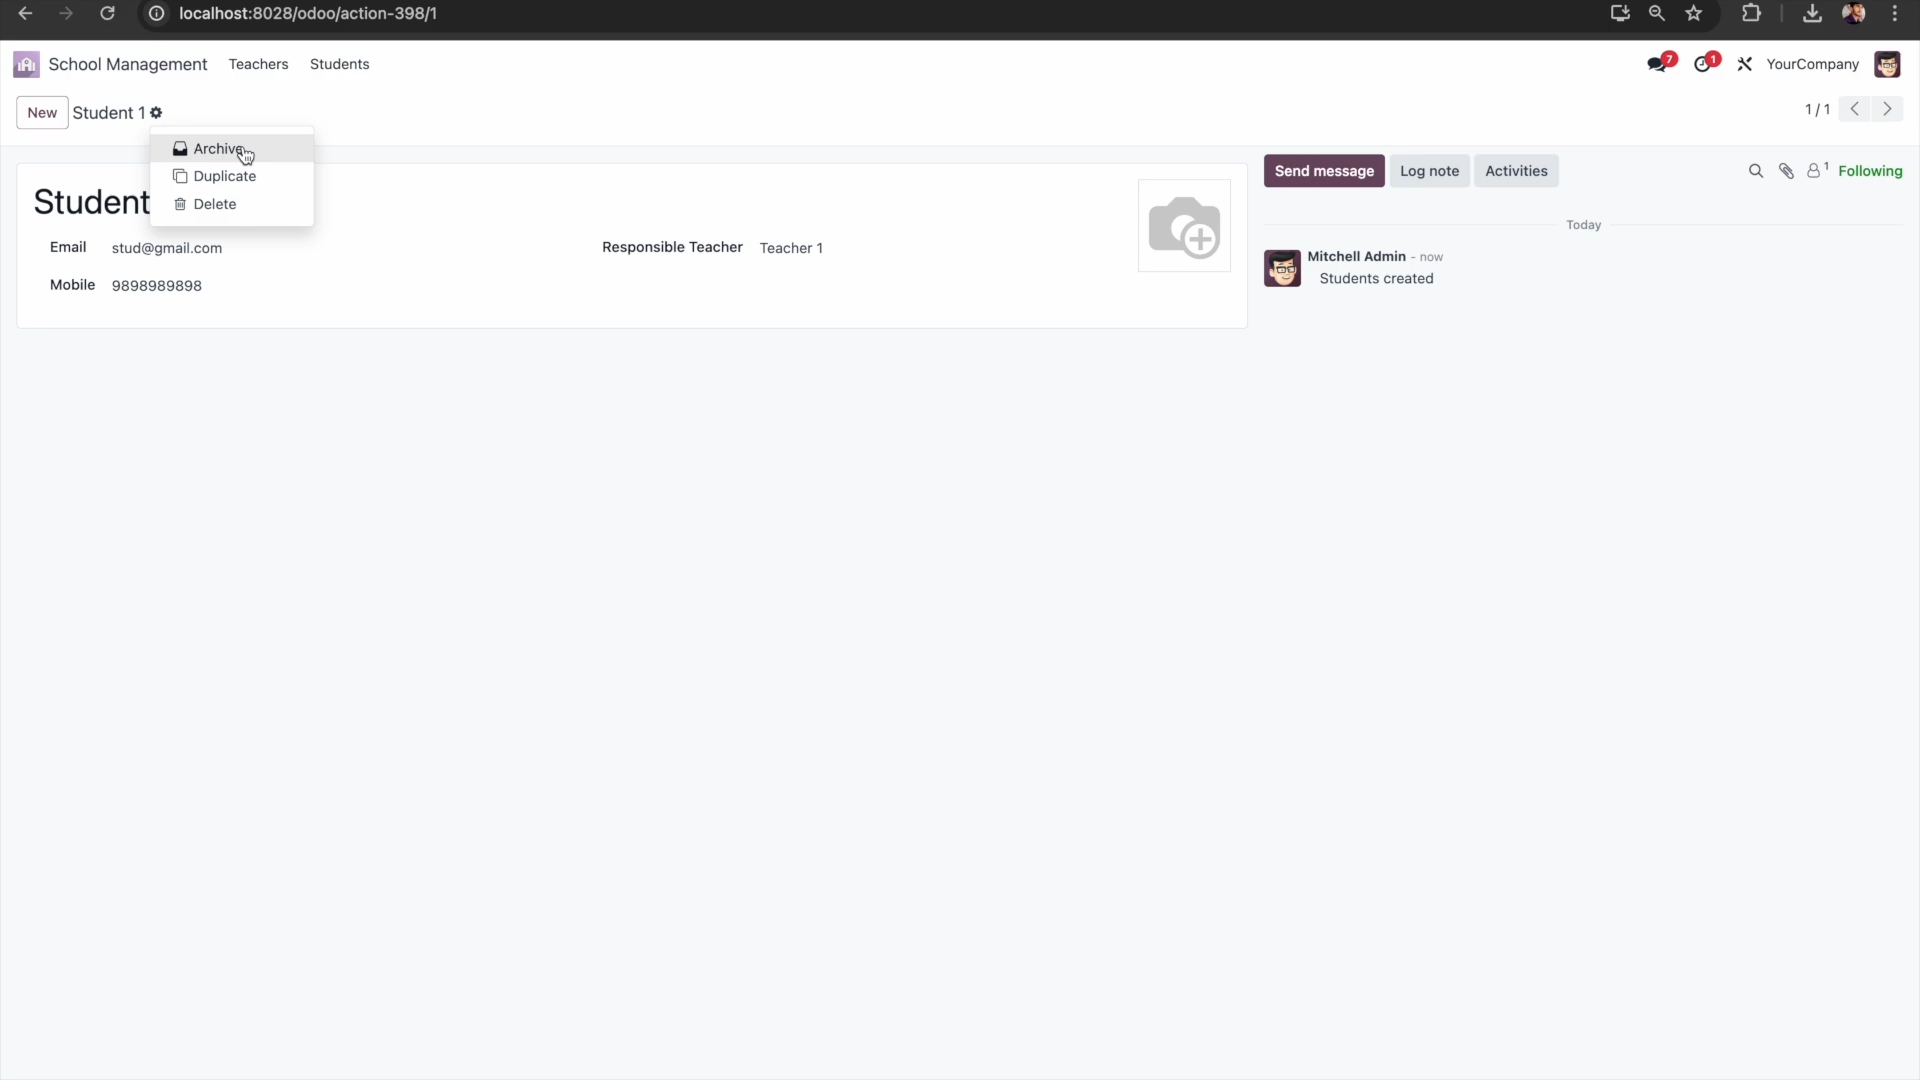 localhost:8028/odoo/action-398/1
School Management Teachers Students 7 1 YourCompany
New Student 1 1 / 1
Archive
Duplicate
Delete
Student
Email stud@gmail.com Responsible Teacher Teacher 1
Mobile 9898989898
Send message Log note Activities 1 Following
Today
Mitchell Admin - now
Students created